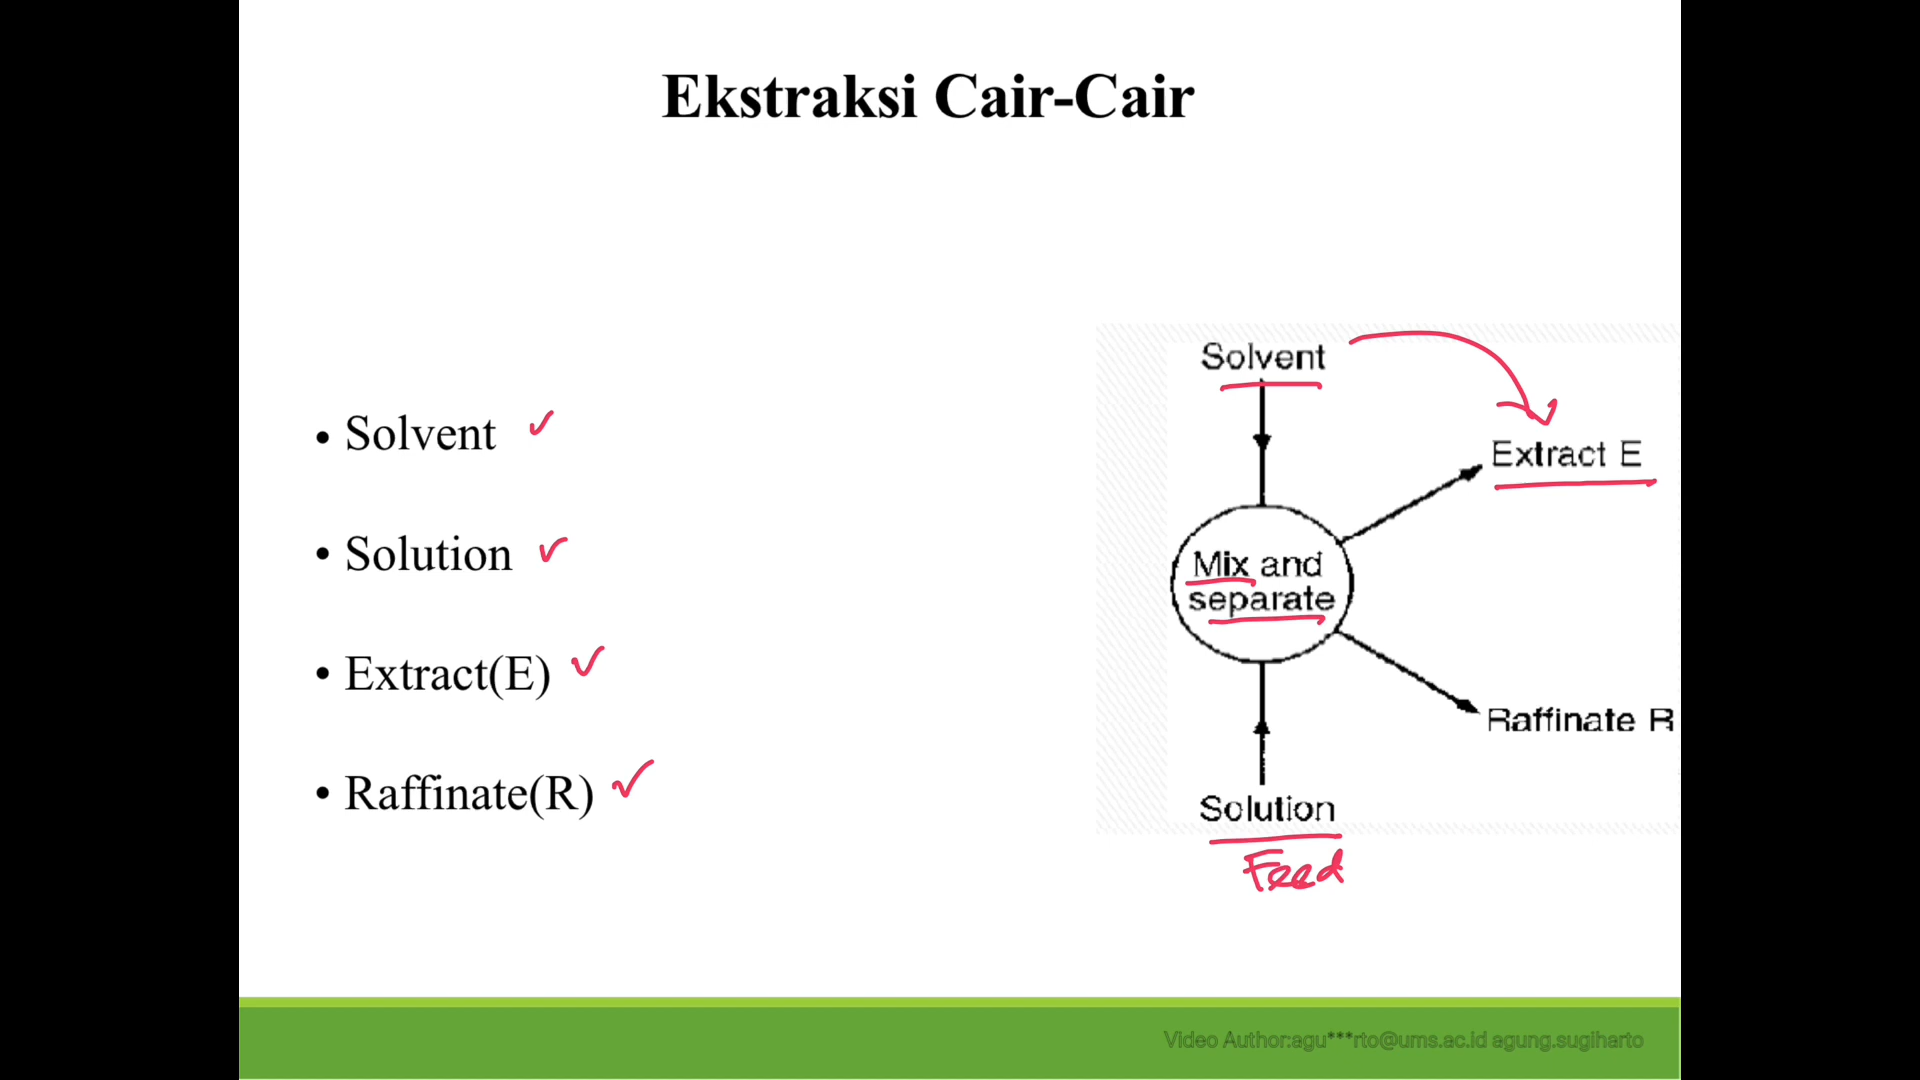 Ekstraksi Cair-Cair
• Solvent
• Solution
• Extract(E)
• Raffinate(R)
Solvent
Extract E
Mix and
separate
Raffinate R
Solution
Feed
Video Author:agu***rto@ums.ac.id agung.sugiharto